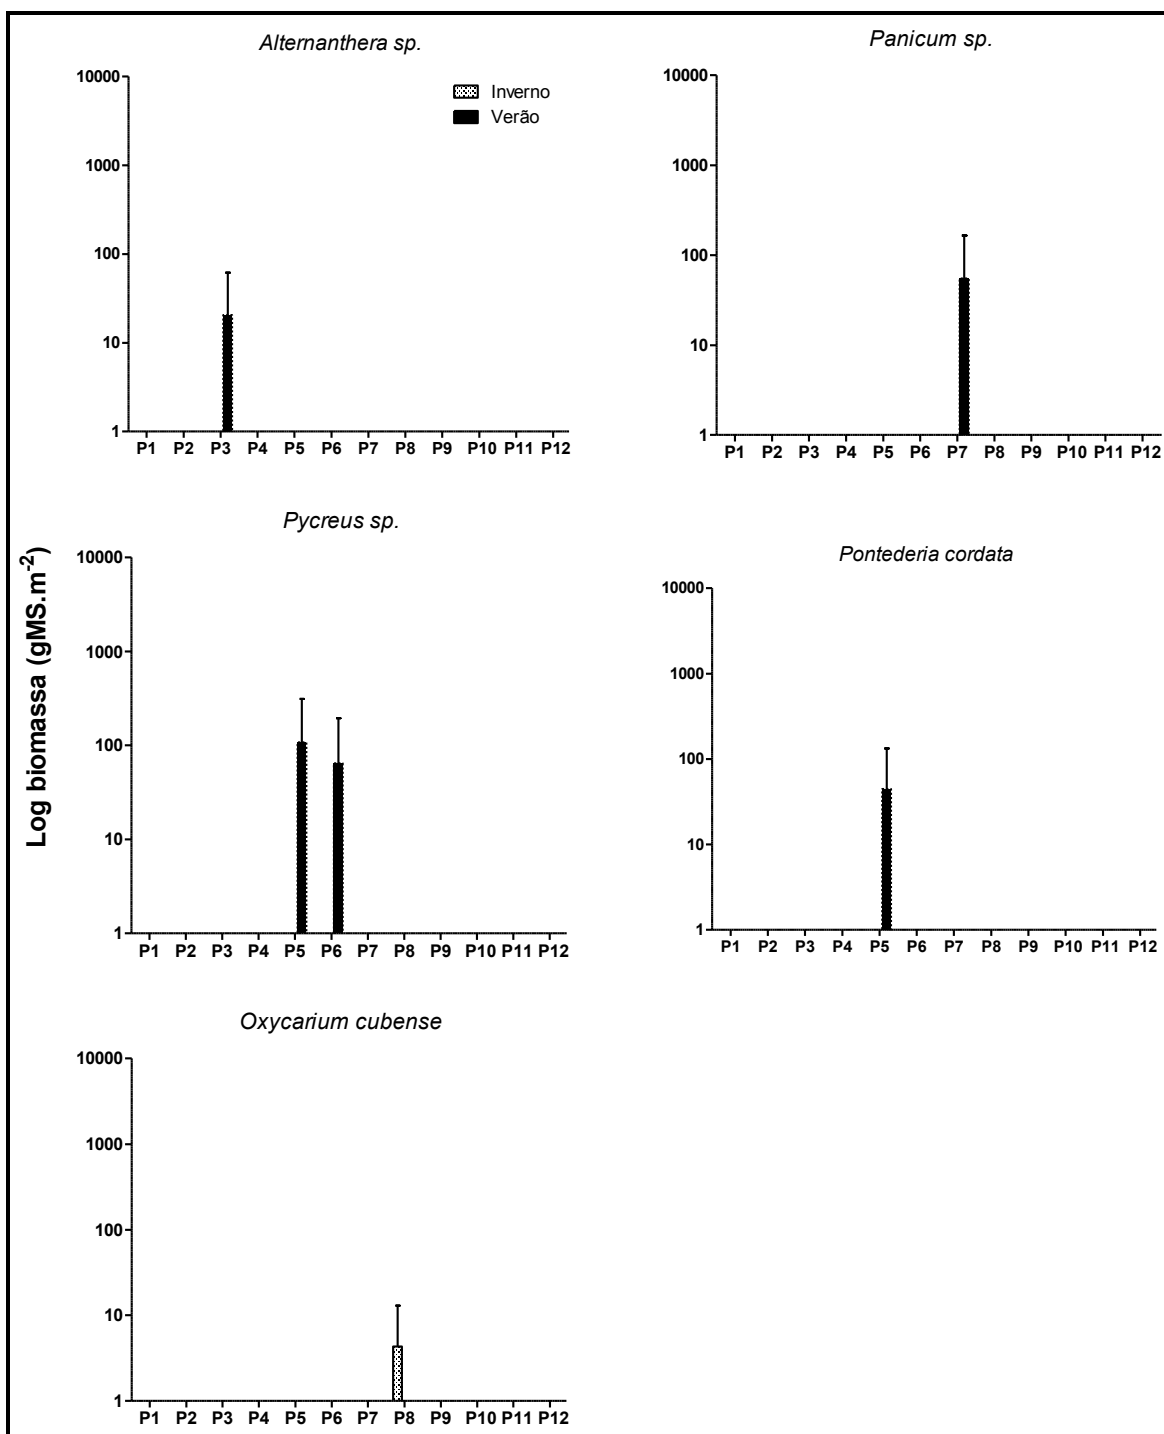 Alternanthera sp.
10000
1000
100
10
1
Inverno
Verão
P1 P2 P3 P4 P5 P6 P7 P8 P9 P10 P11 P12
Panicum sp.
10000
1000
100
10
1
P1 P2 P3 P4 P5 P6 P7 P8 P9 P10 P11 P12
Log biomassa (gMS.m-2)
Pycreus sp.
10000
1000
100
10
1
P1 P2 P3 P4 P5 P6 P7 P8 P9 P10 P11 P12
Pontederia cordata
10000
1000
100
10
1
P1 P2 P3 P4 P5 P6 P7 P8 P9 P10 P11 P12
Oxycarium cubense
10000
1000
100
10
1
P1 P2 P3 P4 P5 P6 P7 P8 P9 P10 P11 P12